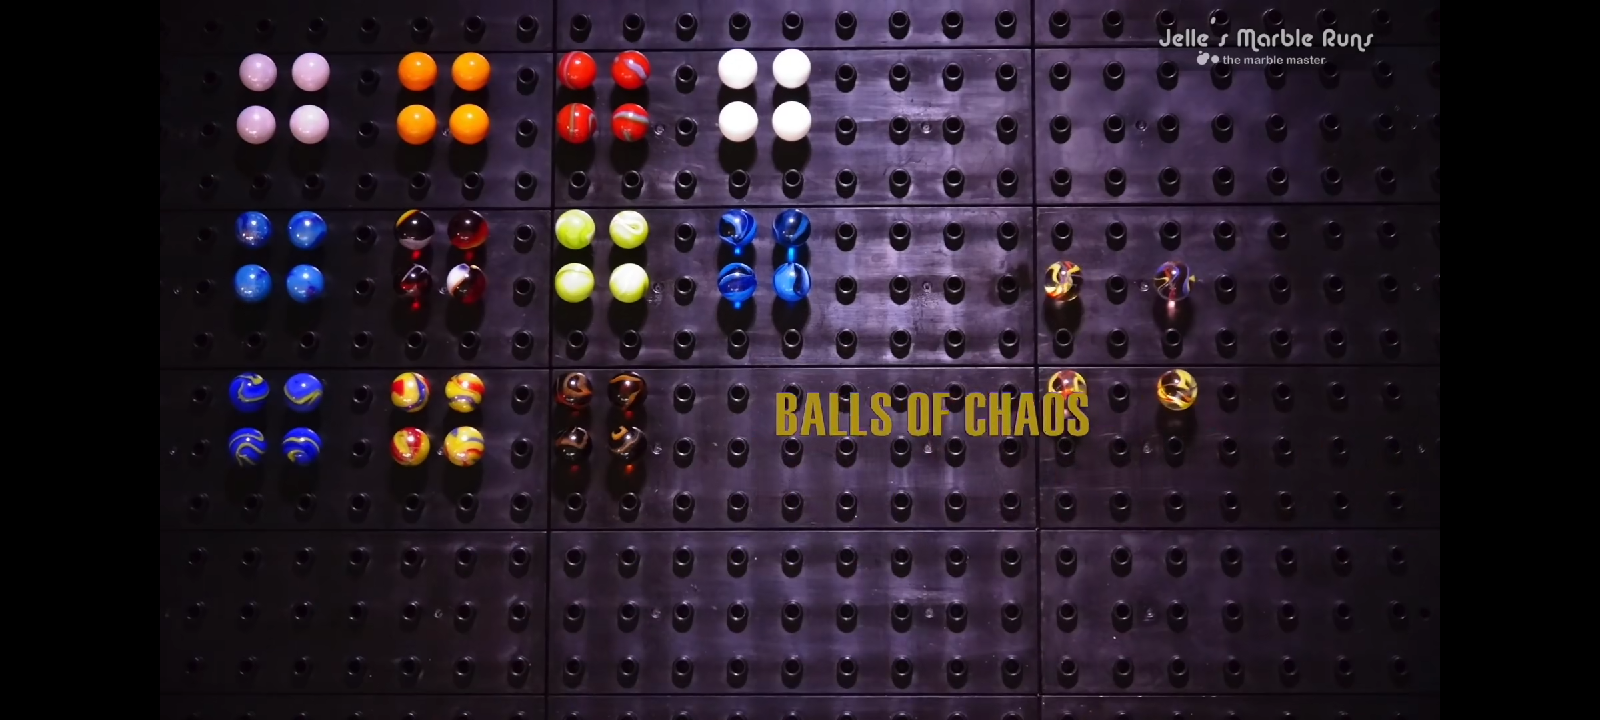 Jelle's Marble Runs
the marble master
BALLS OF CHAOS